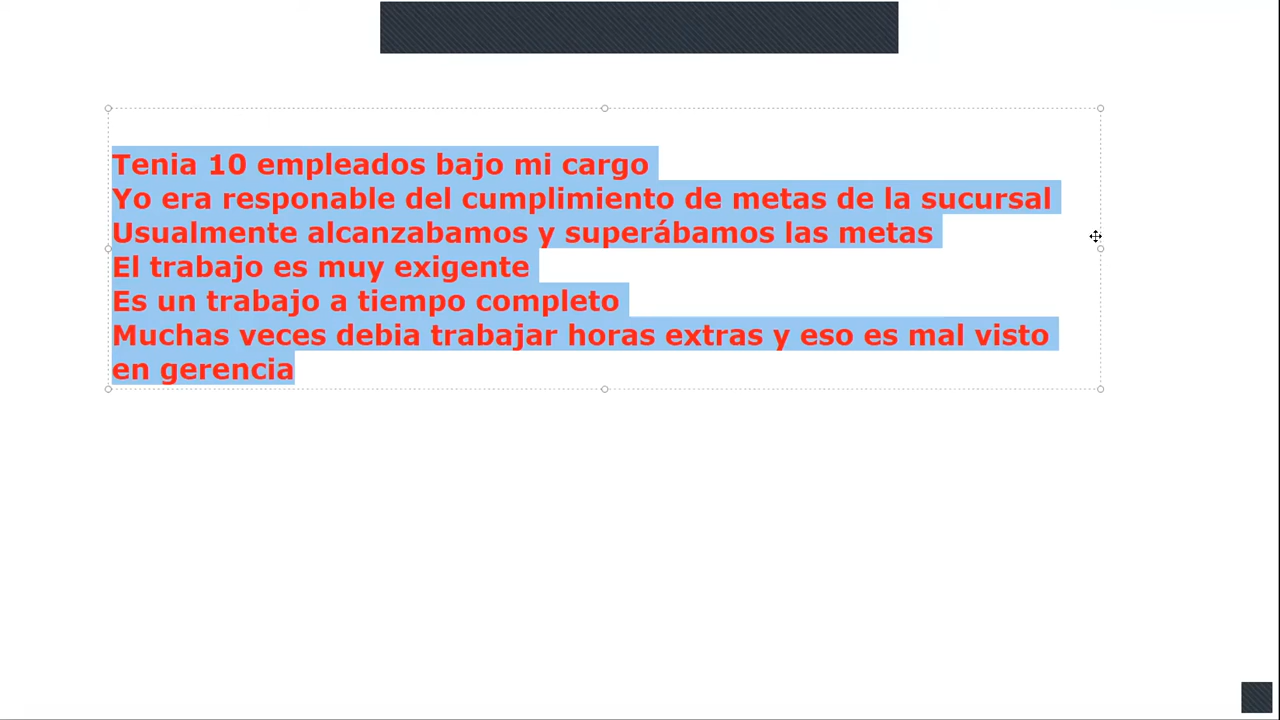 Tenia 10 empleados bajo mi cargo
Yo era responable del cumplimiento de metas de la sucursal
Usualmente alcanzabamos y superábamos las metas
El trabajo es muy exigente
Es un trabajo a tiempo completo
Muchas veces debia trabajar horas extras y eso es mal visto
en gerencia